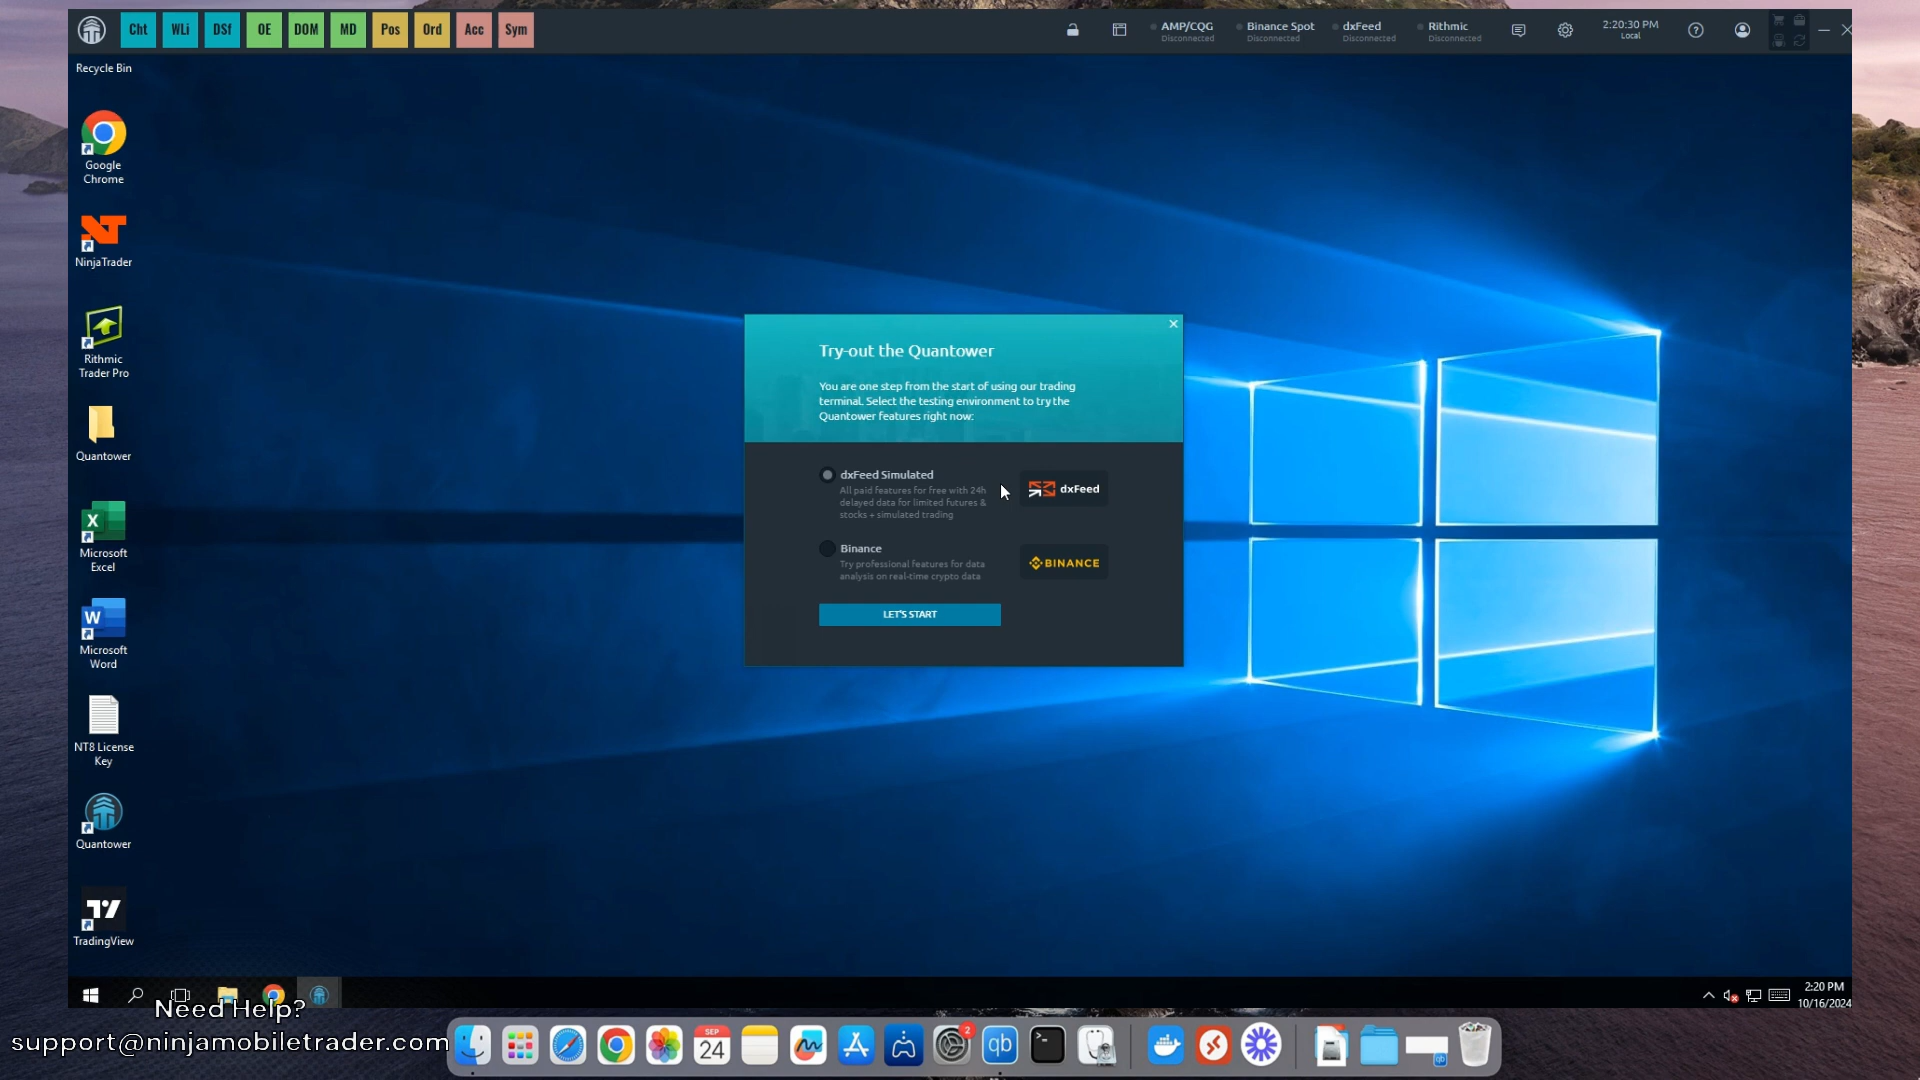 Cht WLi DSf OE DOM MD Pos Ord Acc Sym
AMP/CQG
Disconnected
Binance Spot
Disconnected
dxFeed
Disconnected
Rithmic
Disconnected
2:20:30 PM
Local
Recycle Bin
Google
Chrome
NinjaTrader
Rithmic
Trader Pro
Quantower
Microsoft
Excel
Microsoft
Word
NT8 License
Key
Quantower
TradingView
Try-out the Quantower
You are one step from the start of using our trading
terminal. Select the testing environment to try the
Quantower features right now:
dxFeed Simulated
All paid features for free with 24h
delayed data for limited futures &
stocks + simulated trading
dxFeed
Binance
Try professional features for data
analysis on real-time crypto data
BINANCE
LET'S START
2:20 PM
10/16/2024
Need Help?
support@ninjamobiletrader.com
SEP
24
2
qb